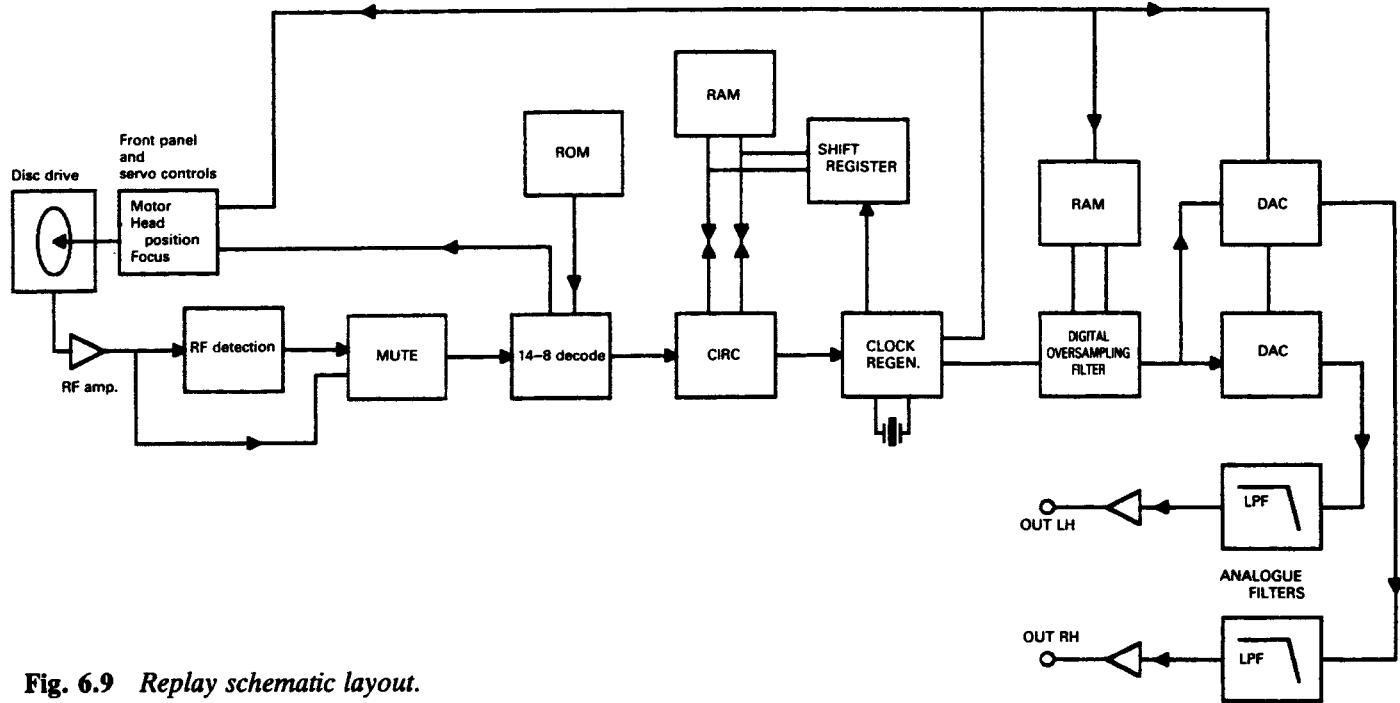 Disc drive
Front panel
and
servo controls
Motor
Head
position
Focus
RF amp.
RF detection
MUTE
ROM
14–8 decode
RAM
SHIFT
REGISTER
CIRC
CLOCK
REGEN.
RAM
DIGITAL
OVERSAMPLING
FILTER
DAC
DAC
LPF
OUT LH
ANALOGUE
FILTERS
OUT RH
LPF
Fig. 6.9 Replay schematic layout.